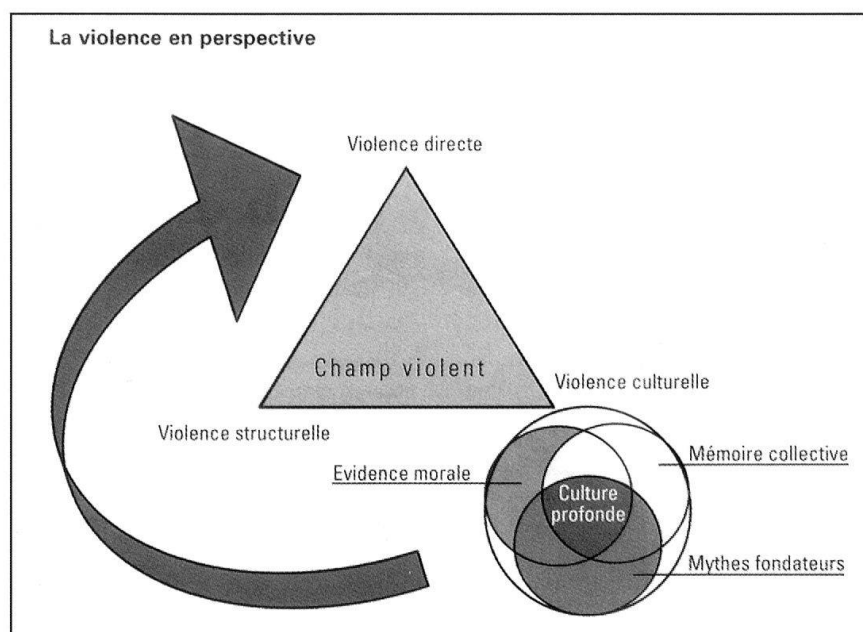 La violence en perspective
Violence directe
Champ violent
Violence culturelle
Violence structurelle
Mémoire collective
Evidence morale
Culture
profonde
Mythes fondateurs